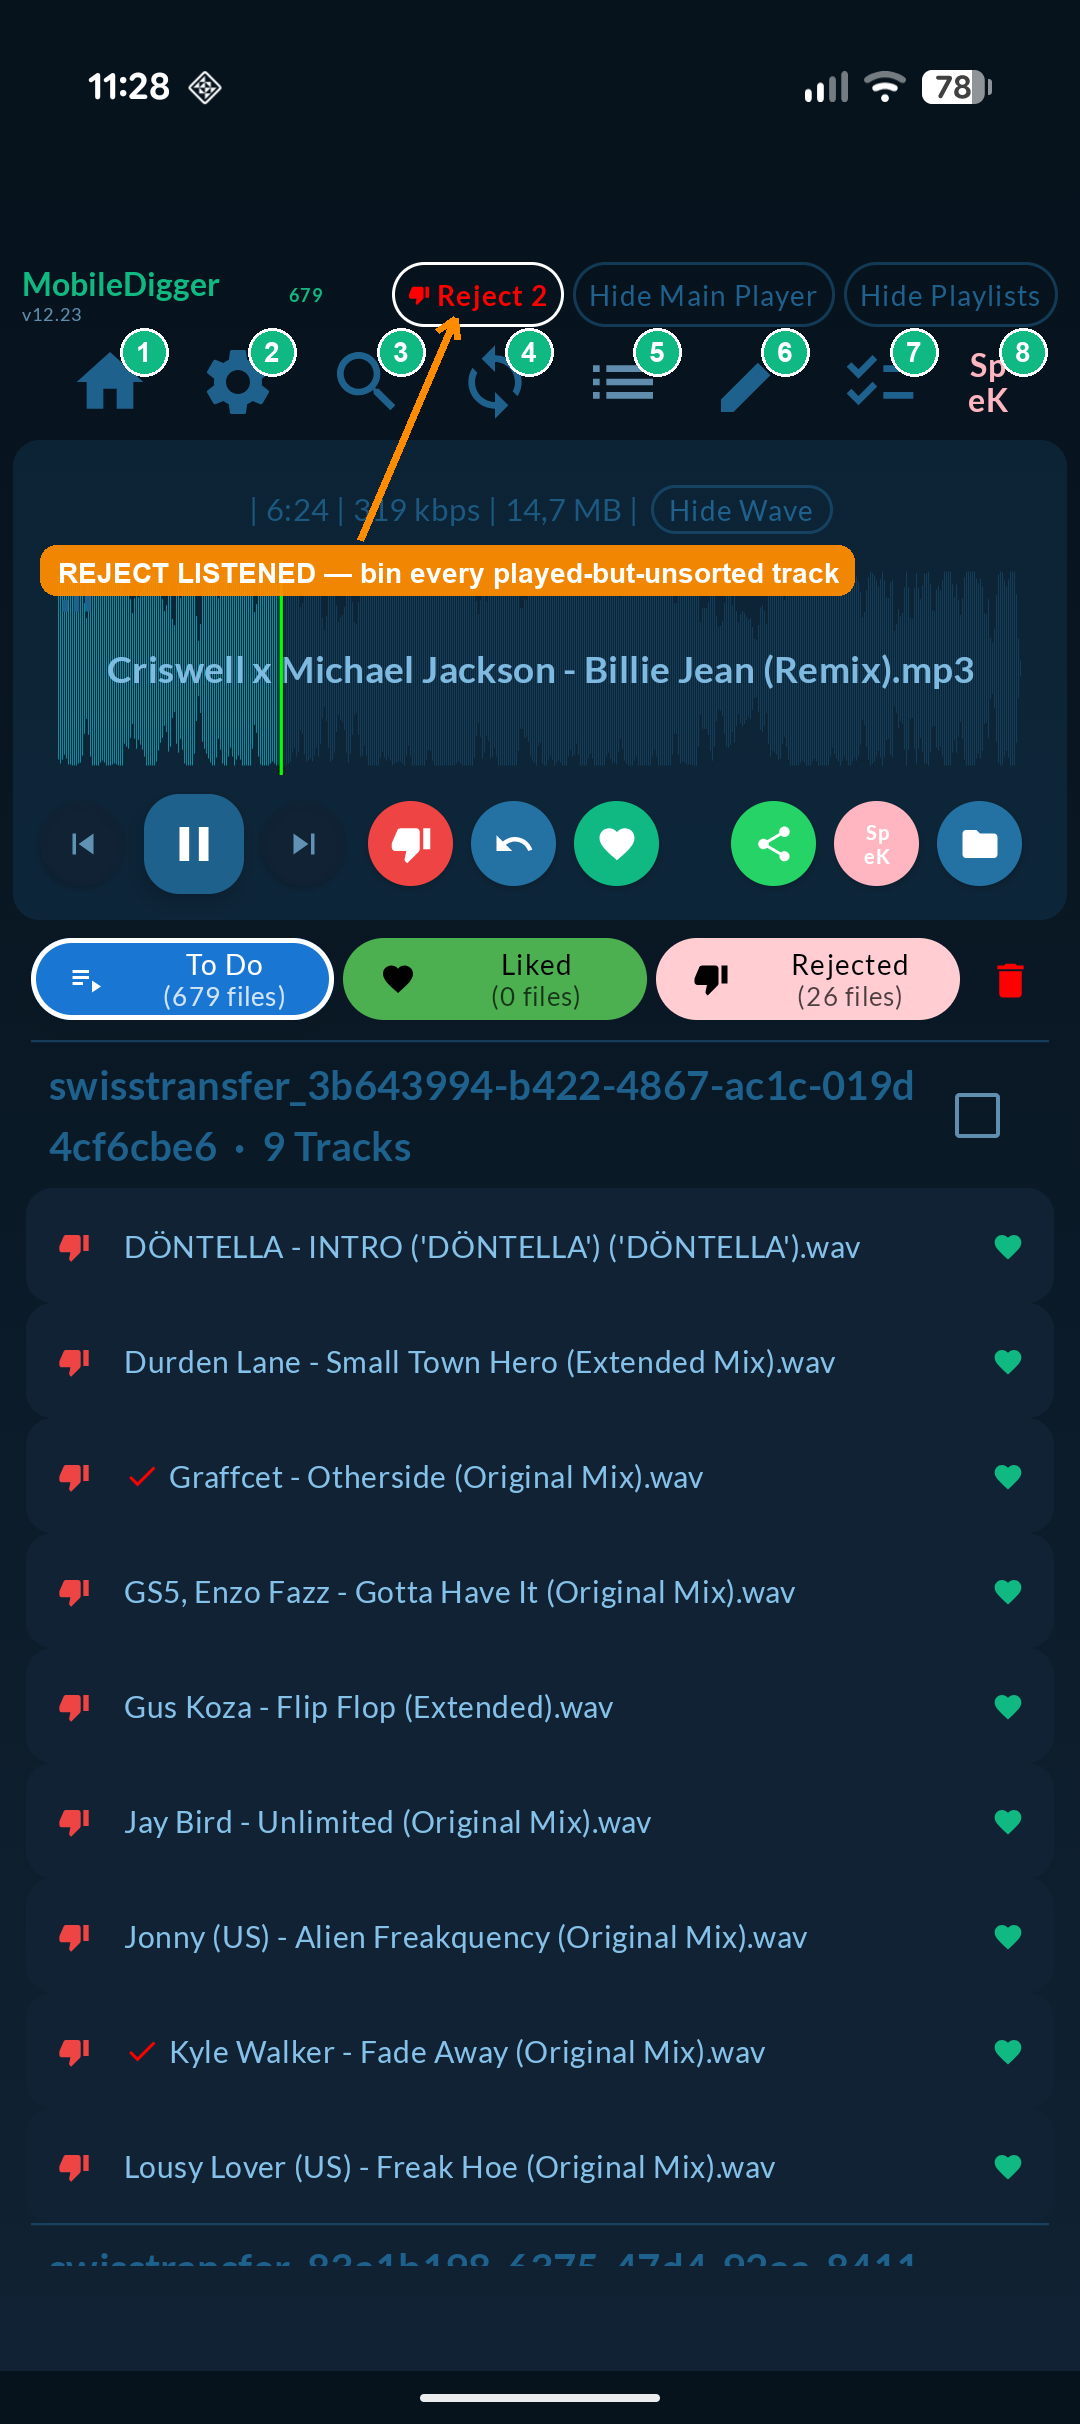 11:28
78
MobileDigger
v12.23
679
Reject 2
Hide Main Player
Hide Playlists
1
2
3
4
5
6
7
8
Sp
eK
| 6:24 | 319 kbps | 14,7 MB |
Hide Wave
REJECT LISTENED — bin every played-but-unsorted track
Criswell x Michael Jackson - Billie Jean (Remix).mp3
Sp
eK
To Do
(679 files)
Liked
(0 files)
Rejected
(26 files)
swisstransfer_3b643994-b422-4867-ac1c-019d
4cf6cbe6 · 9 Tracks
DÖNTELLA - INTRO ('DÖNTELLA') ('DÖNTELLA').wav
Durden Lane - Small Town Hero (Extended Mix).wav
Graffcet - Otherside (Original Mix).wav
GS5, Enzo Fazz - Gotta Have It (Original Mix).wav
Gus Koza - Flip Flop (Extended).wav
Jay Bird - Unlimited (Original Mix).wav
Jonny (US) - Alien Freakquency (Original Mix).wav
Kyle Walker - Fade Away (Original Mix).wav
Lousy Lover (US) - Freak Hoe (Original Mix).wav